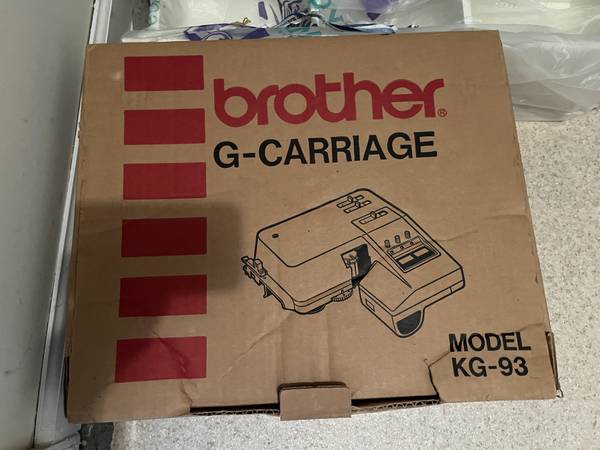 brother®
G-CARRIAGE
MODEL
KG-93